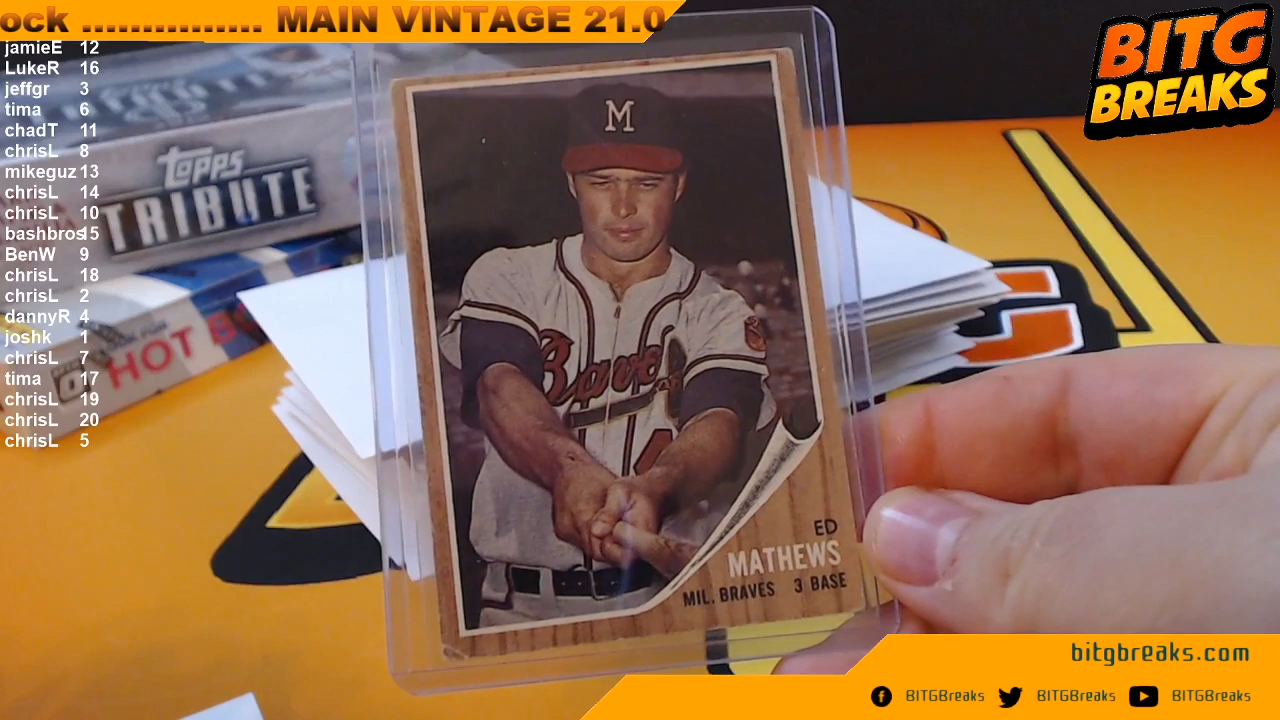 ock ............... MAIN VINTAGE 21.0
BITG
BREAKS
jamieE 12
LukeR 16
jeffgr 3
tima 6
chadT 11
chrisL 8
mikeguz 13
chrisL 14
chrisL 10
bashbros 15
BenW 9
chrisL 18
chrisL 2
dannyR 4
joshk 1
chrisL 7
tima 17
chrisL 19
chrisL 20
chrisL 5
TOPPS
TRIBUTE
HOT
M
Braves
ED
MATHEWS
MIL. BRAVES 3 BASE
bitgbreaks.com
BITGBreaks BITGBreaks BITGBreaks